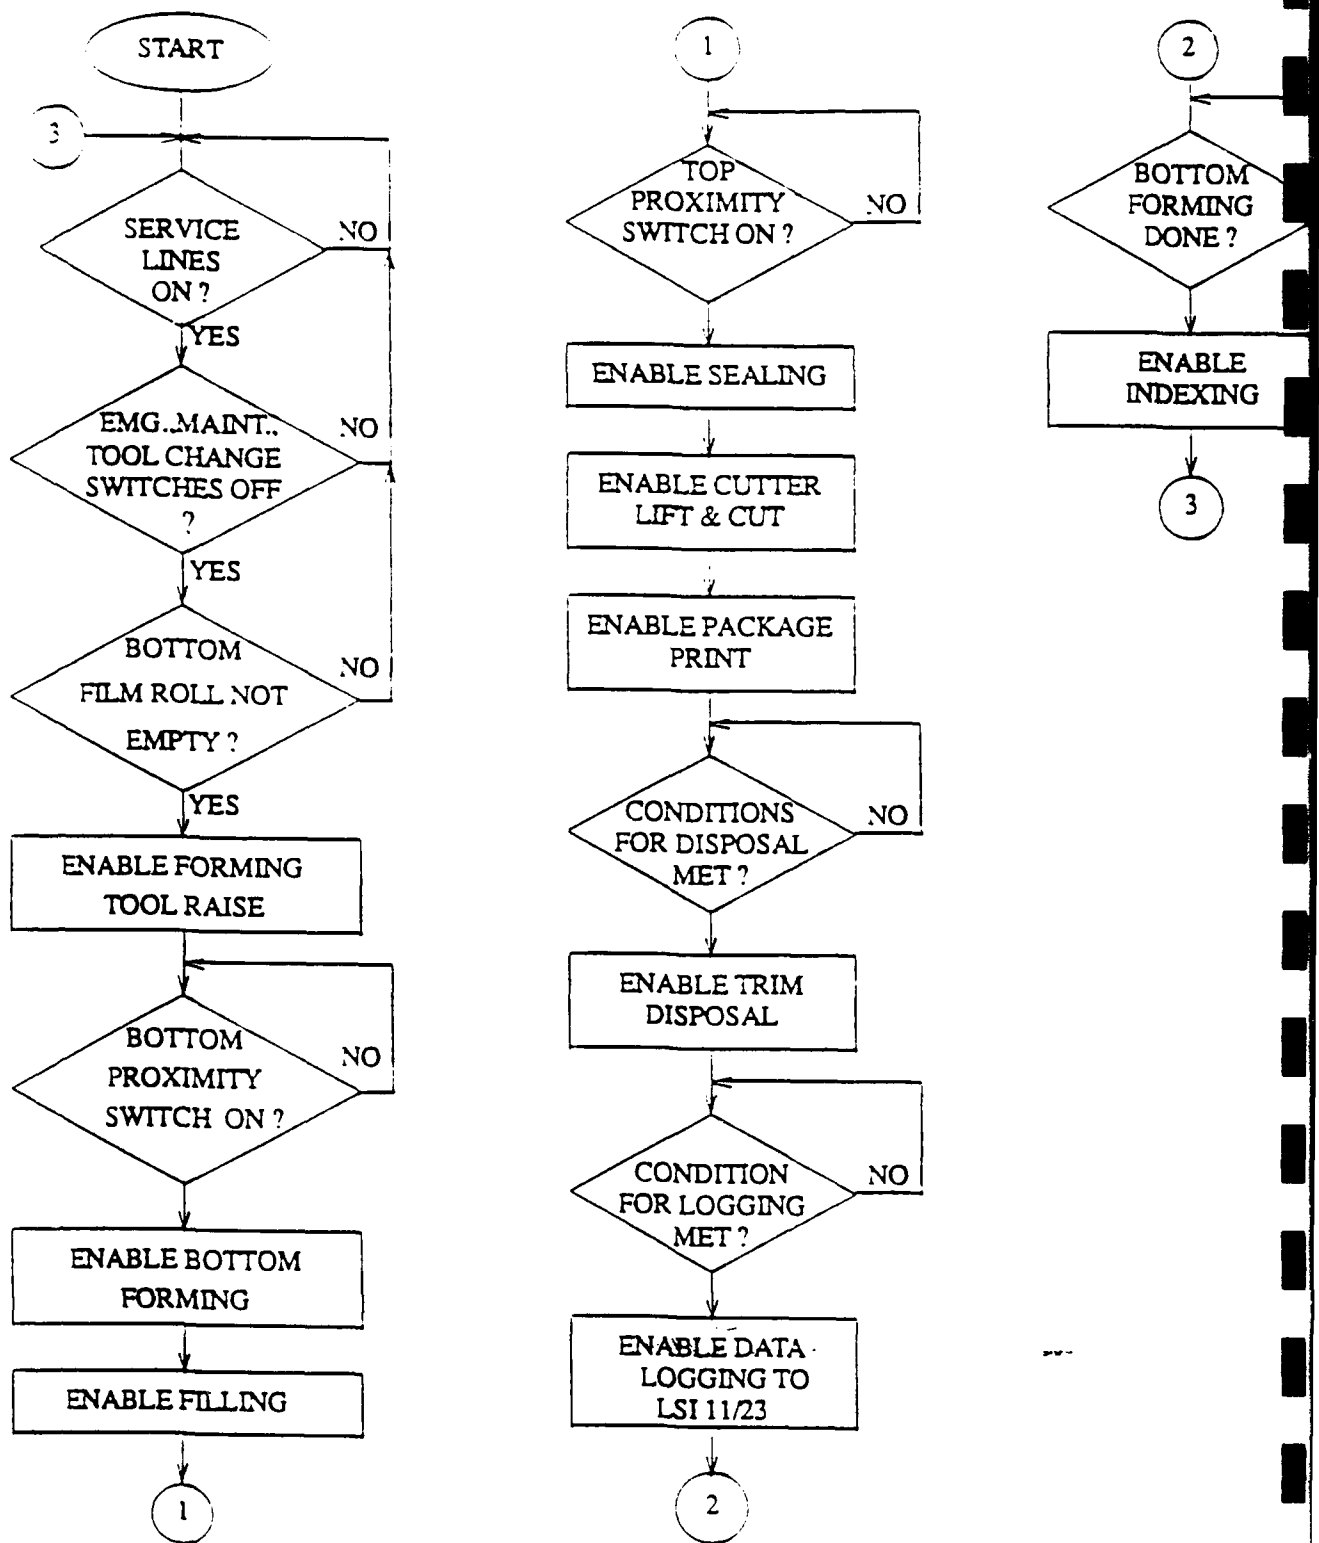 START
3
SERVICE
LINES
ON ?
NO
YES
EMG..MAINT..
TOOL CHANGE
SWITCHES OFF
?
NO
YES
BOTTOM
FILM ROLL NOT
EMPTY ?
NO
YES
ENABLE FORMING
TOOL RAISE
BOTTOM
PROXIMITY
SWITCH ON ?
NO
ENABLE BOTTOM
FORMING
ENABLE FILLING
1
1
TOP
PROXIMITY
SWITCH ON ?
NO
ENABLE SEALING
ENABLE CUTTER
LIFT & CUT
ENABLE PACKAGE
PRINT
CONDITIONS
FOR DISPOSAL
MET ?
NO
ENABLE TRIM
DISPOSAL
CONDITION
FOR LOGGING
MET ?
NO
ENABLE DATA
LOGGING TO
LSI 11/23
2
2
BOTTOM
FORMING
DONE ?
ENABLE
INDEXING
3